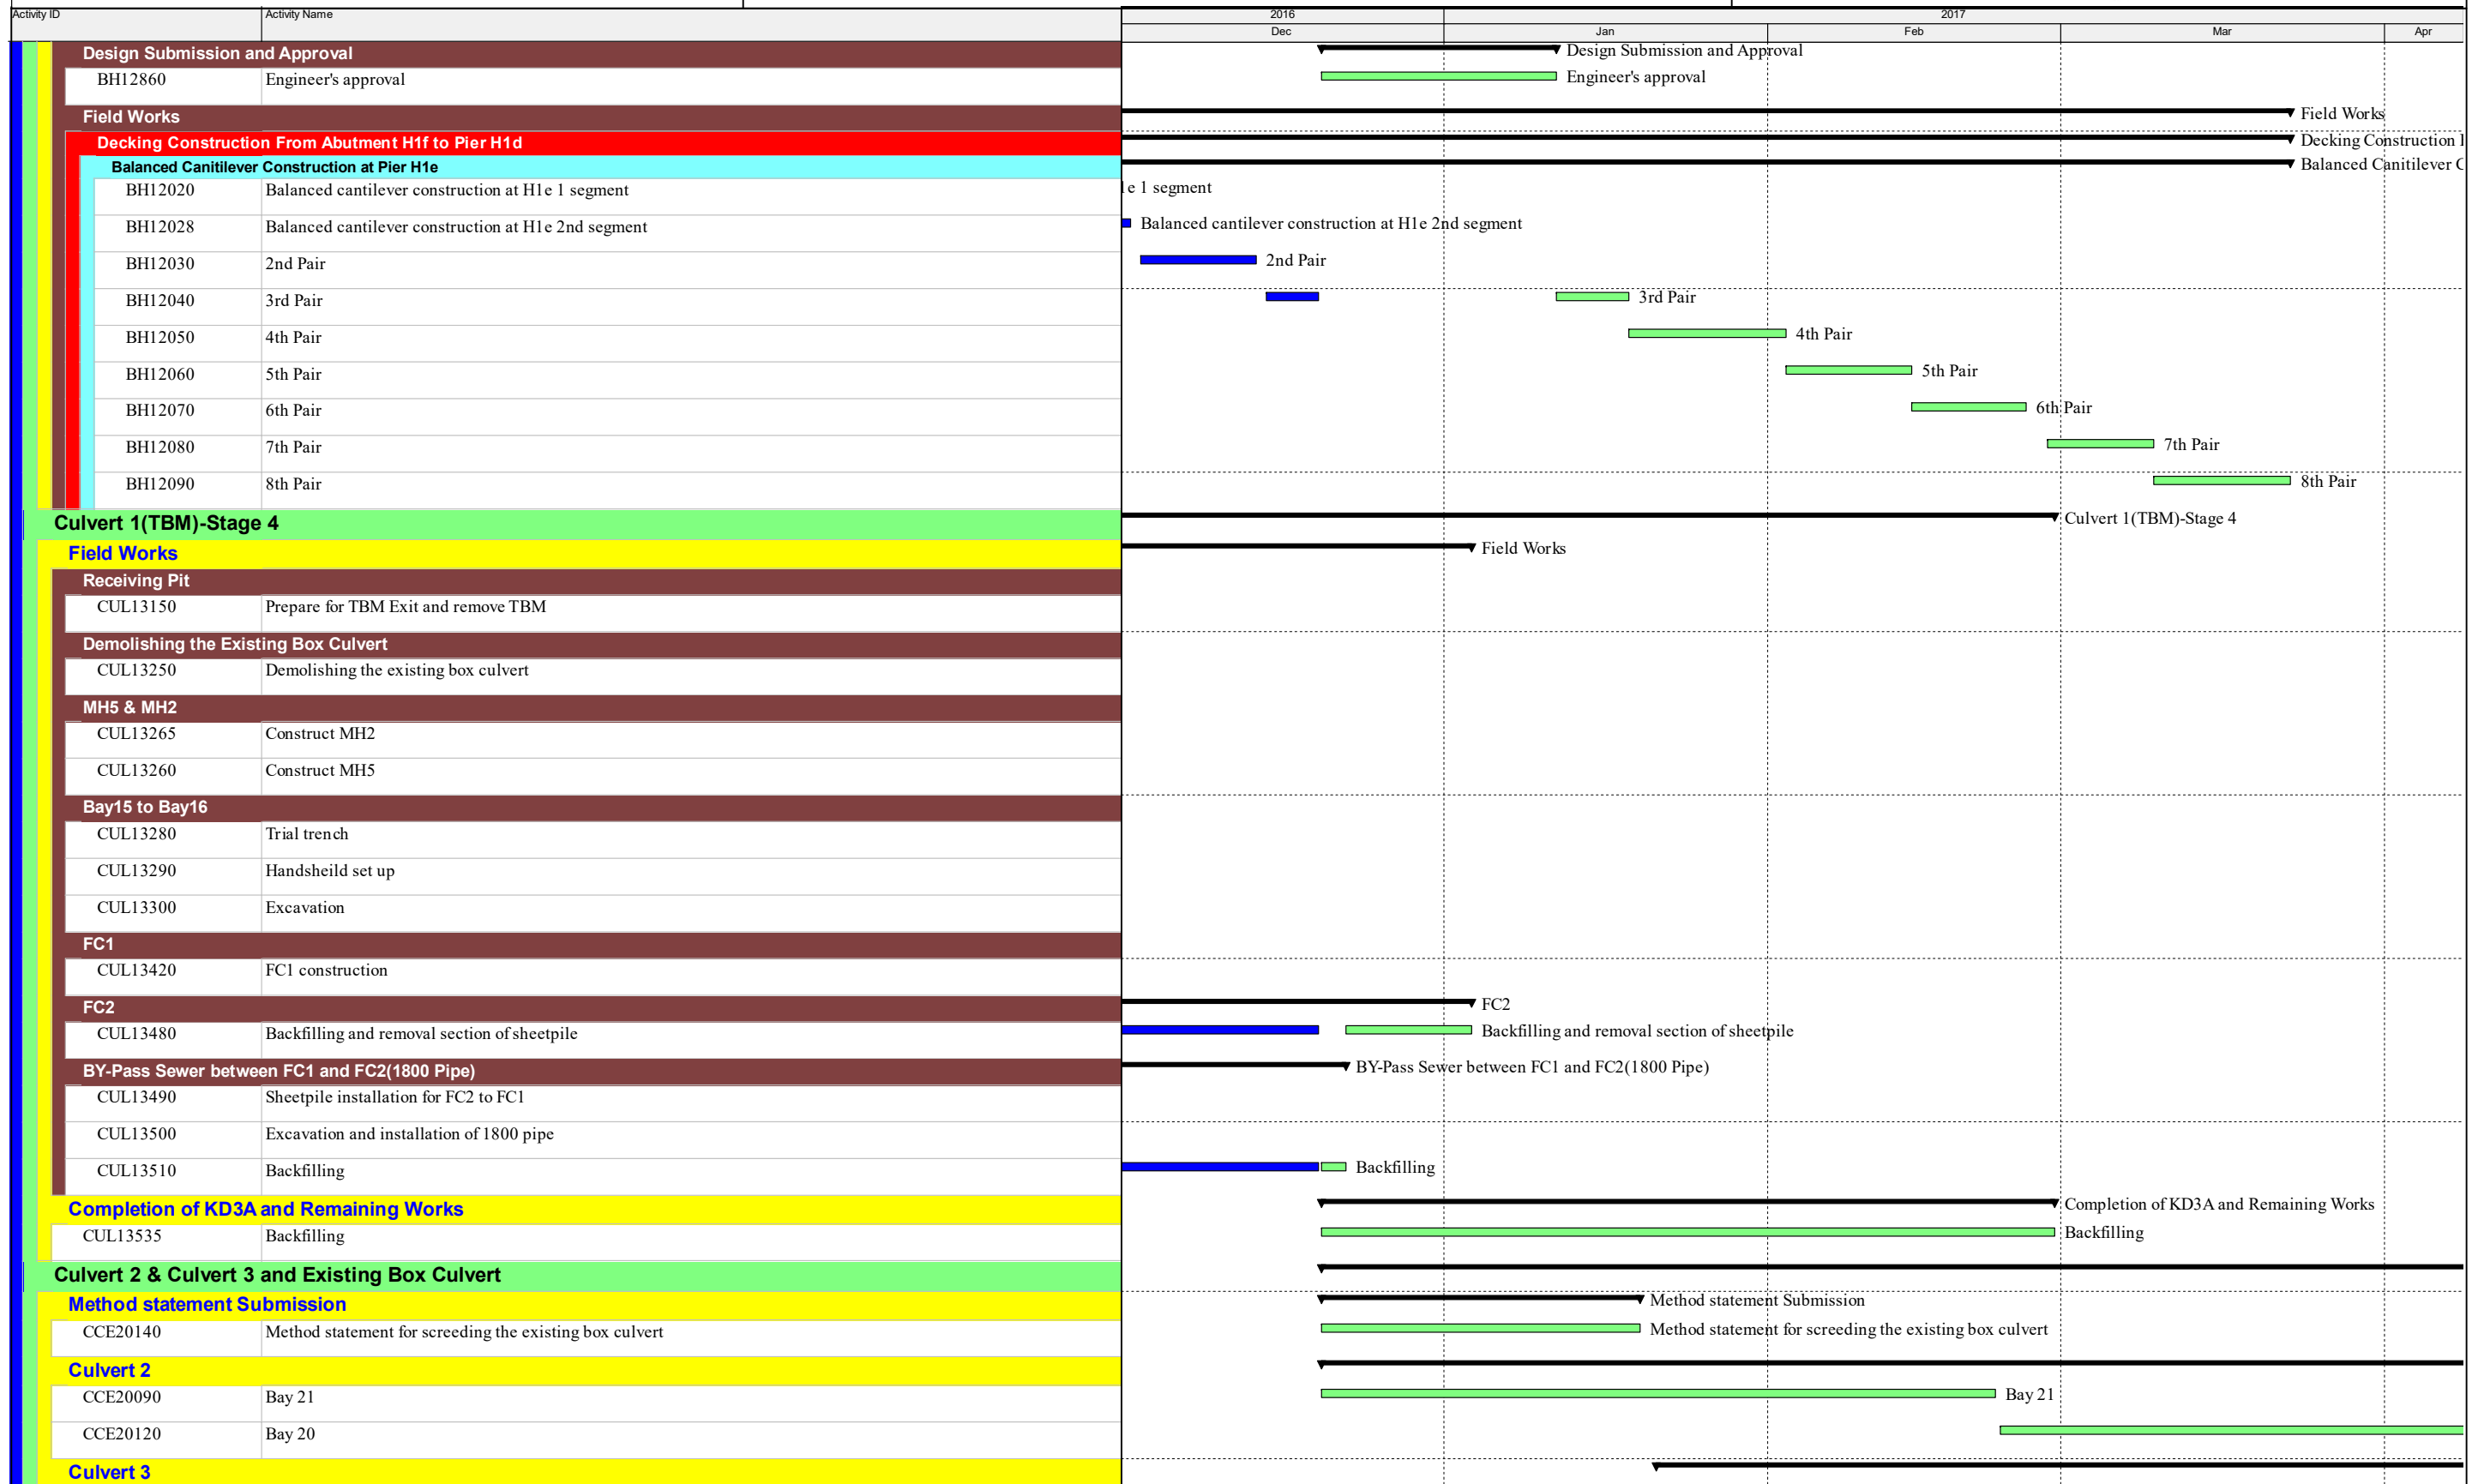 Activity ID Activity Name 2016 2017
Dec Jan Feb Mar Apr
Design Submission and Approval Design Submission and Approval
BH12860 Engineer's approval Engineer's approval
Field Works Field Works
Decking Construction From Abutment H1f to Pier H1d Decking Construction
Balanced Canitilever Construction at Pier H1e Balanced Canitilever C
BH12020 Balanced cantilever construction at H1e 1 segment 1e 1 segment
BH12028 Balanced cantilever construction at H1e 2nd segment Balanced cantilever construction at H1e 2nd segment
BH12030 2nd Pair 2nd Pair
BH12040 3rd Pair 3rd Pair
BH12050 4th Pair 4th Pair
BH12060 5th Pair 5th Pair
BH12070 6th Pair 6th Pair
BH12080 7th Pair 7th Pair
BH12090 8th Pair 8th Pair
Culvert 1(TBM)-Stage 4 Culvert 1(TBM)-Stage 4
Field Works Field Works
Receiving Pit
CUL13150 Prepare for TBM Exit and remove TBM
Demolishing the Existing Box Culvert
CUL13250 Demolishing the existing box culvert
MH5 & MH2
CUL13265 Construct MH2
CUL13260 Construct MH5
Bay15 to Bay16
CUL13280 Trial trench
CUL13290 Handsheild set up
CUL13300 Excavation
FC1
CUL13420 FC1 construction
FC2 FC2
CUL13480 Backfilling and removal section of sheetpile Backfilling and removal section of sheetpile
BY-Pass Sewer between FC1 and FC2(1800 Pipe) BY-Pass Sewer between FC1 and FC2(1800 Pipe)
CUL13490 Sheetpile installation for FC2 to FC1
CUL13500 Excavation and installation of 1800 pipe
CUL13510 Backfilling Backfilling
Completion of KD3A and Remaining Works Completion of KD3A and Remaining Works
CUL13535 Backfilling Backfilling
Culvert 2 & Culvert 3 and Existing Box Culvert
Method statement Submission Method statement Submission
CCE20140 Method statement for screeding the existing box culvert Method statement for screeding the existing box culvert
Culvert 2
CCE20090 Bay 21 Bay 21
CCE20120 Bay 20
Culvert 3